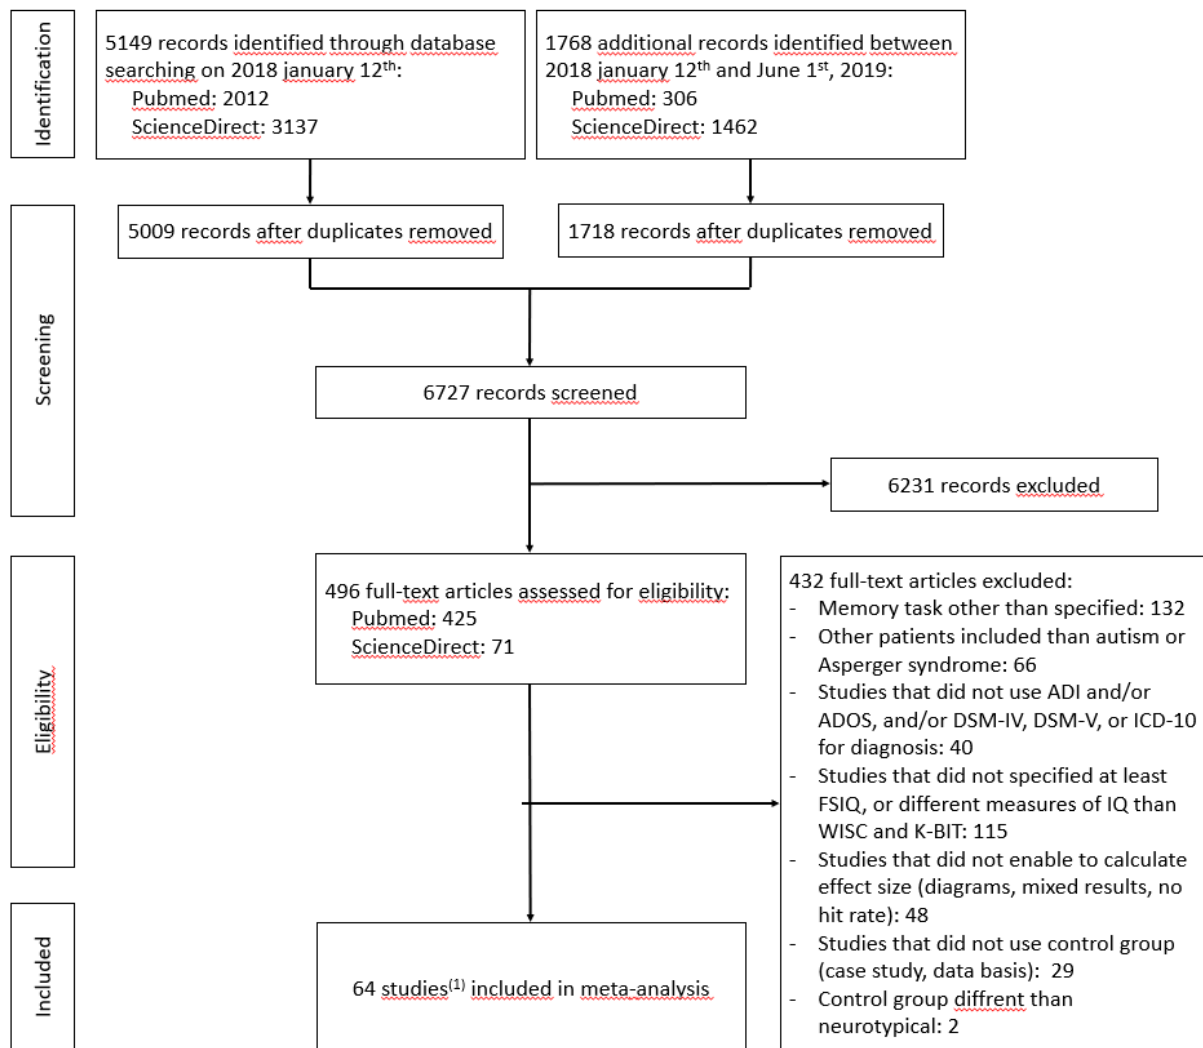 Identification
5149 records identified through database
searching on 2018 january 12th:
Pubmed: 2012
ScienceDirect: 3137
1768 additional records identified between
2018 january 12th and June 1st, 2019:
Pubmed: 306
ScienceDirect: 1462
Screening
5009 records after duplicates removed
1718 records after duplicates removed
6727 records screened
6231 records excluded
Eligibility
496 full-text articles assessed for eligibility:
Pubmed: 425
ScienceDirect: 71
432 full-text articles excluded:
- Memory task other than specified: 132
- Other patients included than autism or
Asperger syndrome: 66
- Studies that did not use ADI and/or
ADOS, and/or DSM-IV, DSM-V, or ICD-10
for diagnosis: 40
- Studies that did not specified at least
FSIQ, or different measures of IQ than
WISC and K-BIT: 115
- Studies that did not enable to calculate
effect size (diagrams, mixed results, no
hit rate): 48
- Studies that did not use control group
(case study, data basis): 29
- Control group diffrent than
neurotypical: 2
Included
64 studies(1) included in meta-analysis